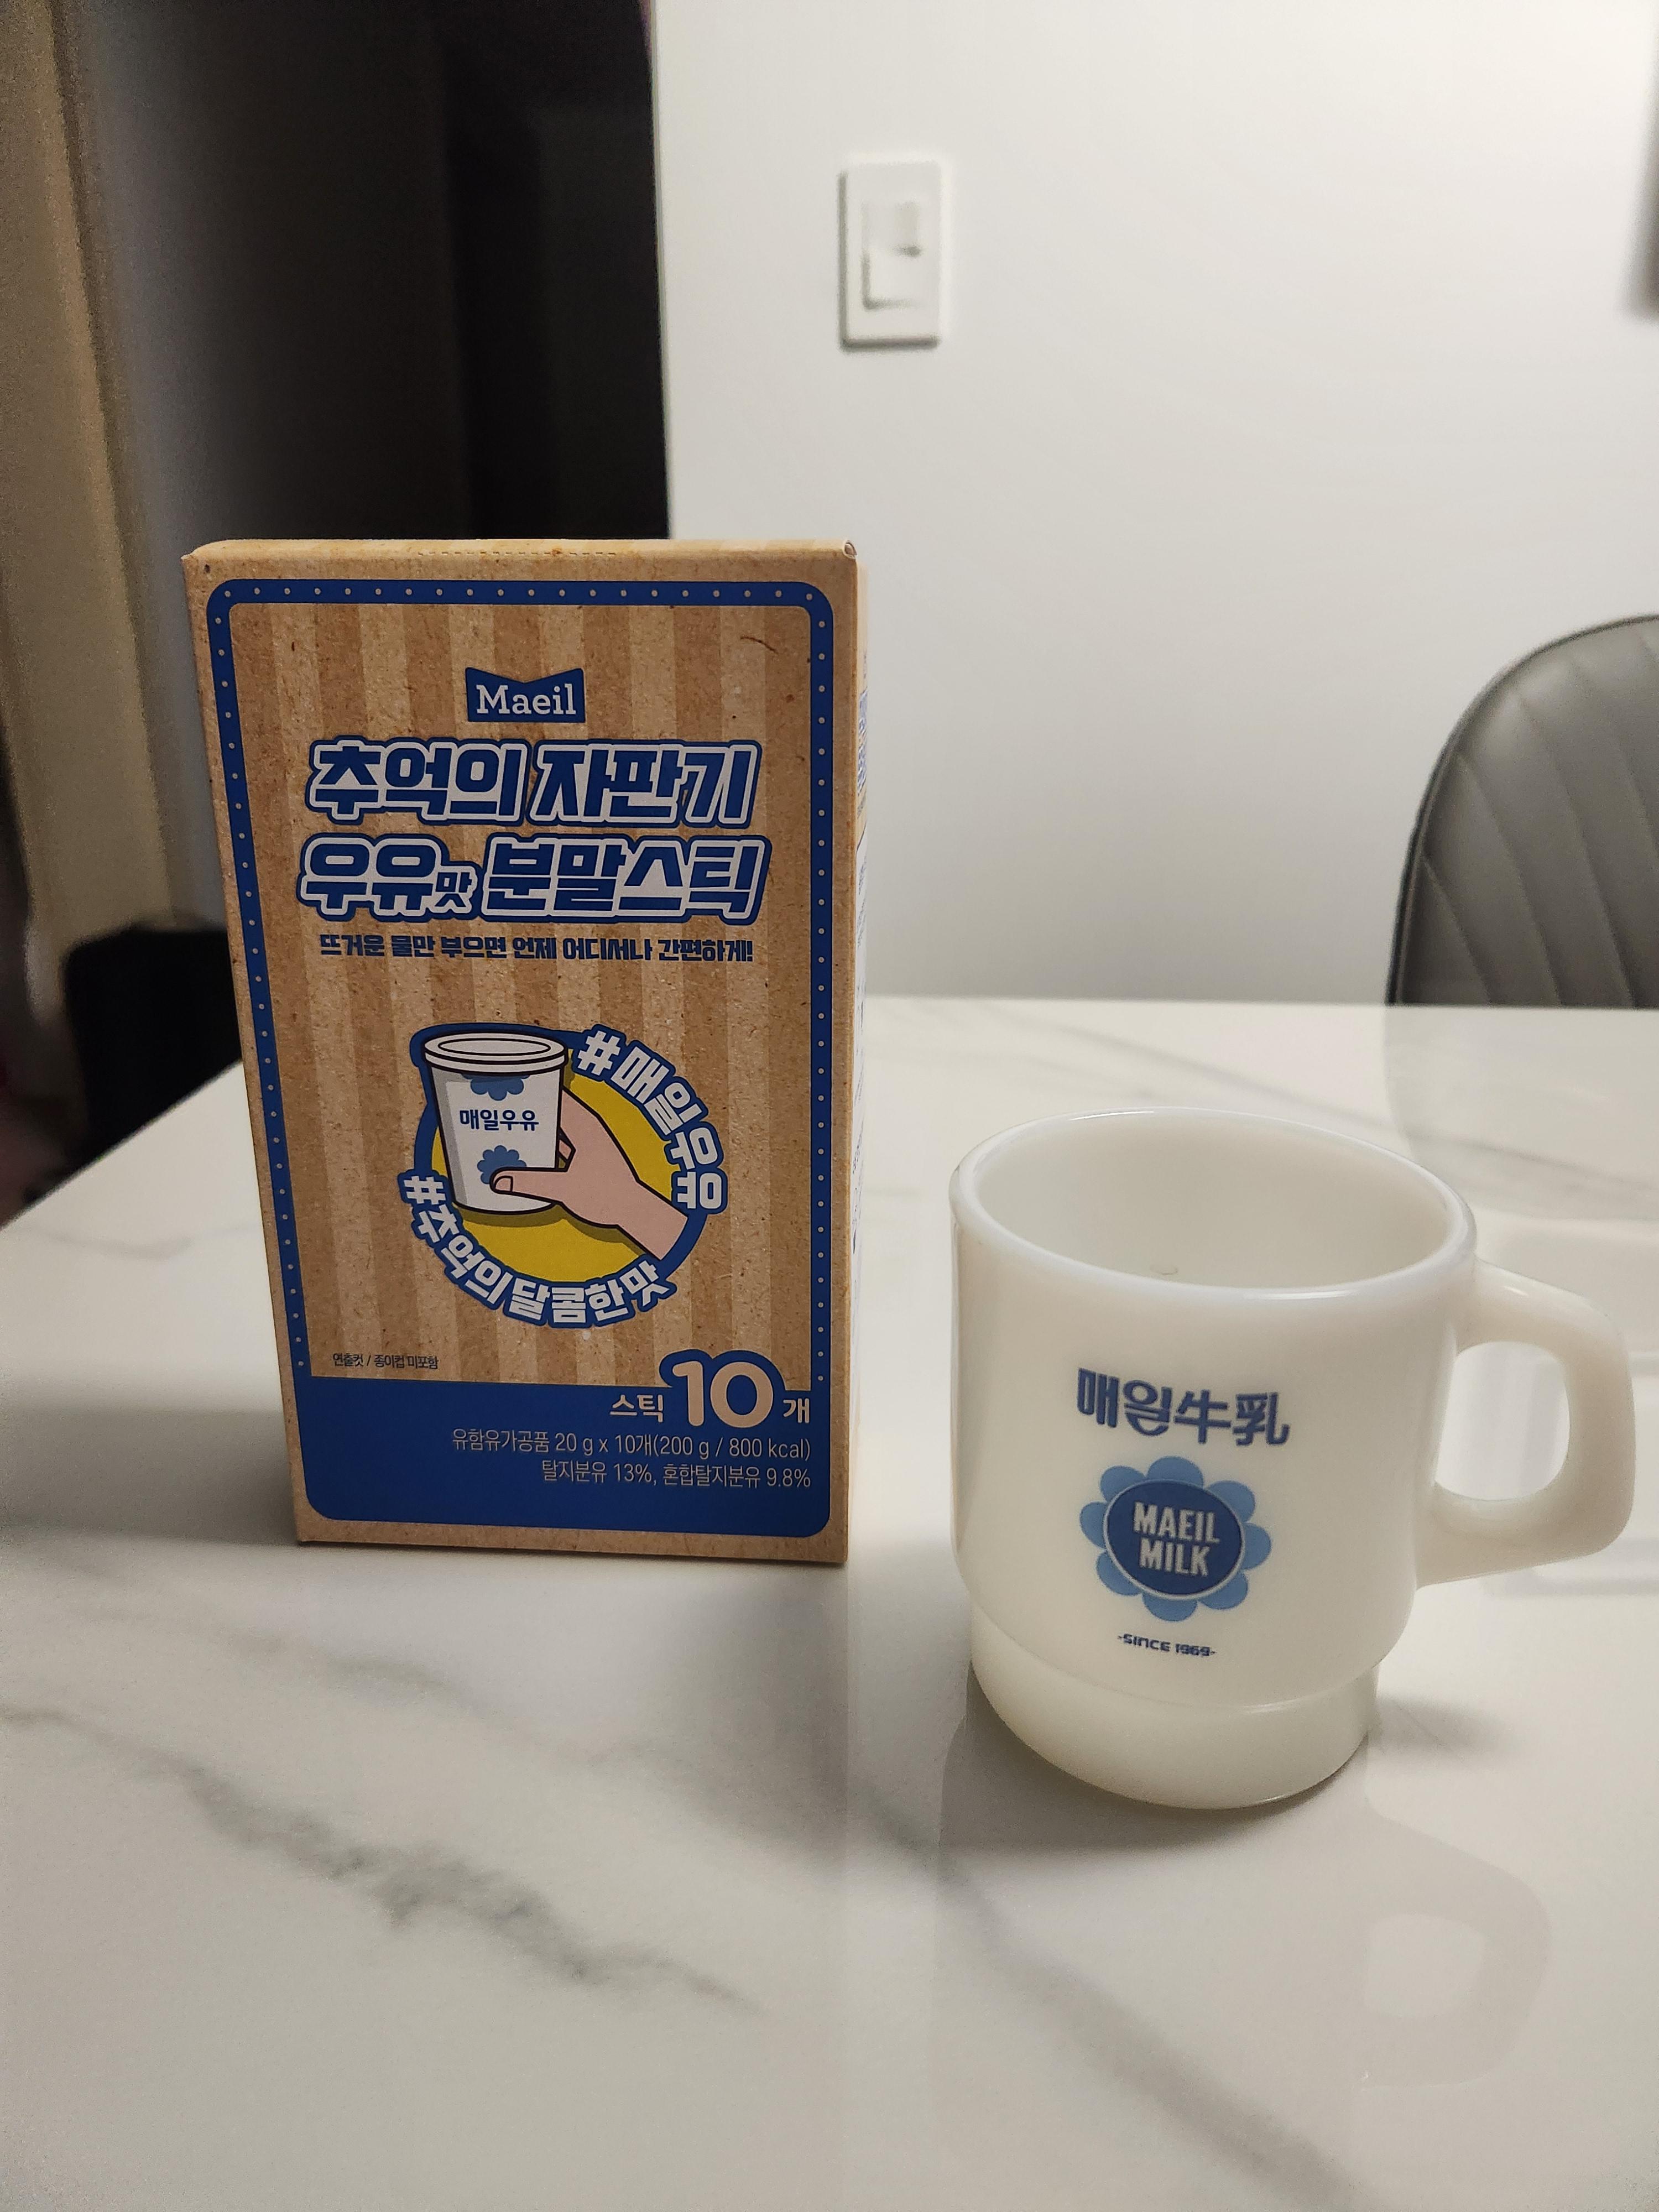 Maeil
추억의 자판기
우유맛 분말스틱
뜨거운 물만 부으면 언제 어디서나 간편하게!
#매일우유
매일우유
#추억의달콤한맛
연출컷 / 종이컵 미포함
스틱 10개
유함유가공품 20 g x 10개(200 g / 800 kcal)
탈지분유 13%, 혼합탈지분유 9.8%
매일牛乳
MAEIL
MILK
-SINCE 1969-